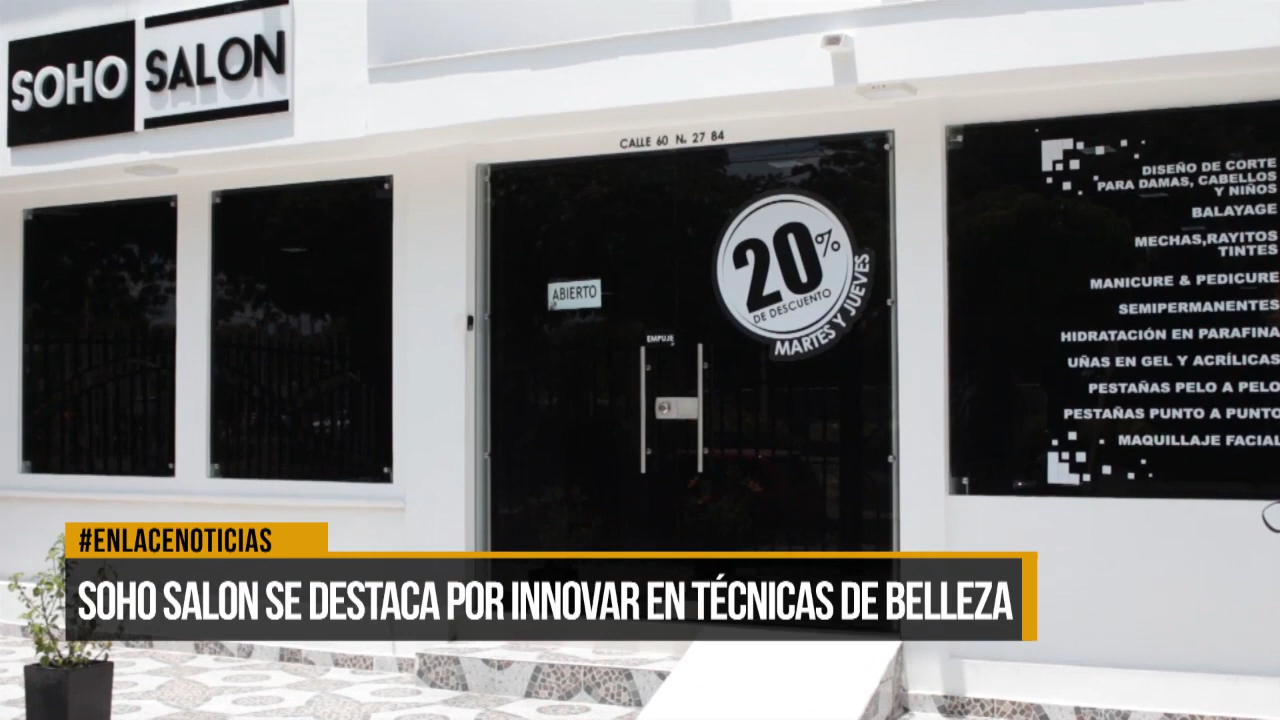 SOHO SALON
CALLE 60 No. 27 84
ABIERTO
20%
DE DESCUENTO
MARTES Y JUEVES
EMPUJE
DISEÑO DE CORTE
PARA DAMAS, CABELLOS
Y NIÑOS
BALAYAGE
MECHAS,RAYITOS
TINTES
MANICURE & PEDICURE
SEMIPERMANENTES
HIDRATACIÓN EN PARAFINA
UÑAS EN GEL Y ACRÍLICAS
PESTAÑAS PELO A PELO
PESTAÑAS PUNTO A PUNTO
MAQUILLAJE FACIAL
#ENLACENOTICIAS
SOHO SALON SE DESTACA POR INNOVAR EN TÉCNICAS DE BELLEZA